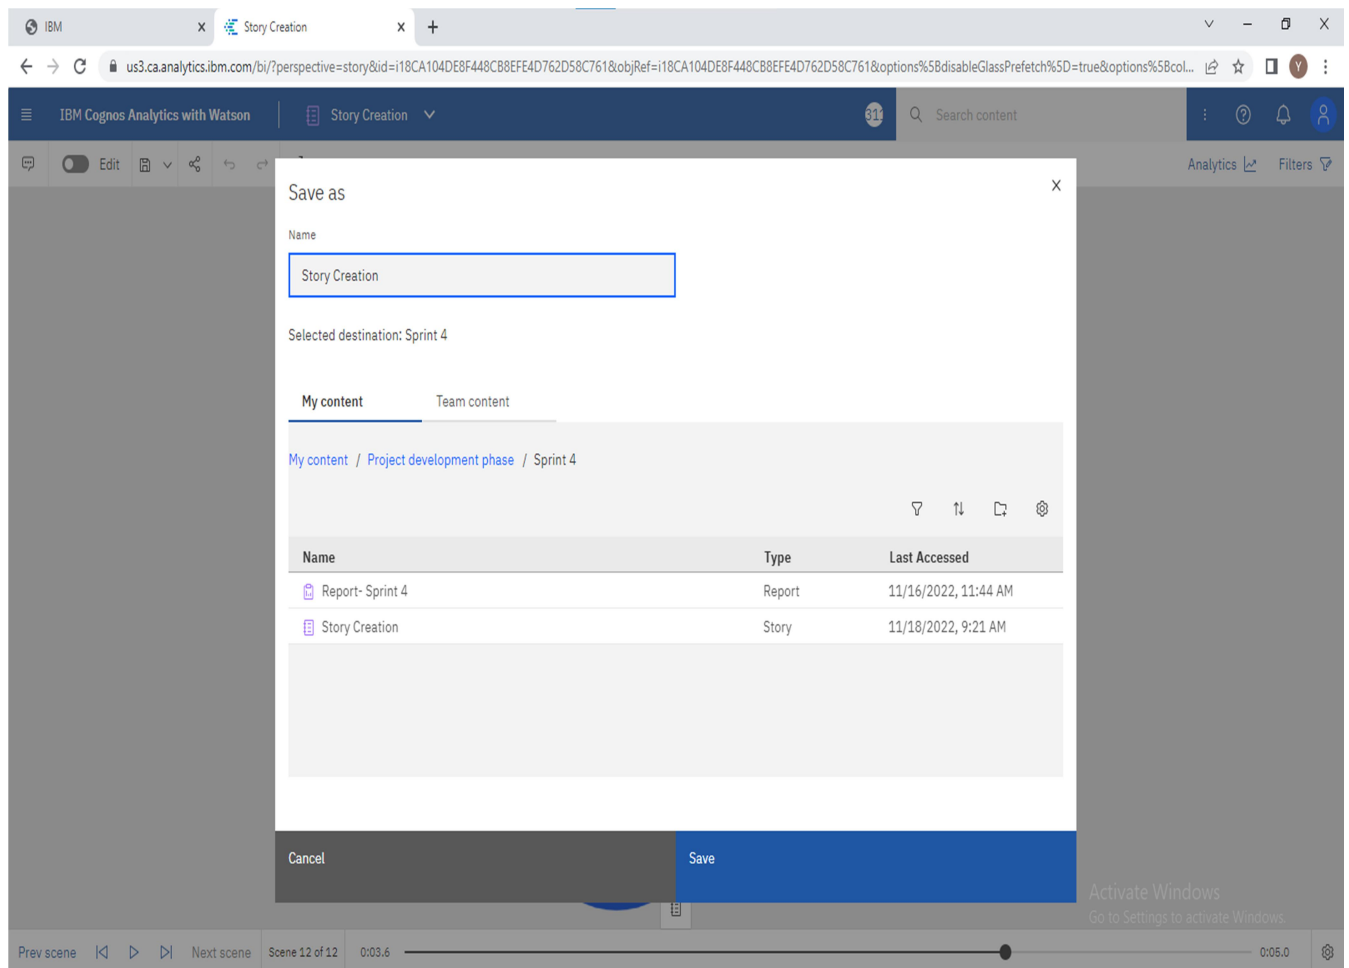 IBM
Story Creation
us3.ca.analytics.ibm.com/bi/?perspective=story&id=i18CA104DE8F448CB8EFE4D762D58C761&objRef=i18CA104DE8F448CB8EFE4D762D58C761&options%5BdisableGlassPrefetch%5D=true&options%5Bcol...
Y
IBM Cognos Analytics with Watson
Story Creation
Search content
Edit
Analytics
Filters
Save as
Name
Story Creation
Selected destination: Sprint 4
My content
Team content
My content / Project development phase / Sprint 4
Name Type Last Accessed
Report- Sprint 4 Report 11/16/2022, 11:44 AM
Story Creation Story 11/18/2022, 9:21 AM
Cancel
Save
Activate Windows
Go to Settings to activate Windows.
Prev scene Next scene Scene 12 of 12 0:03.6 0:05.0